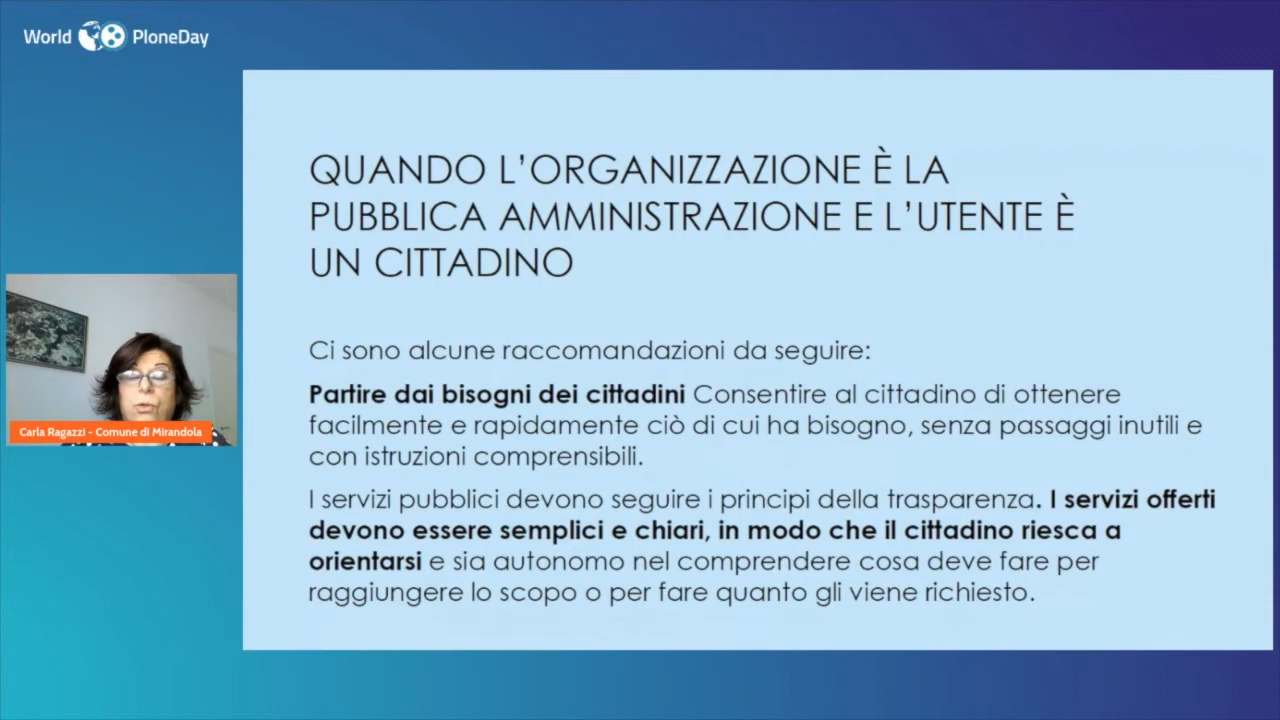 World PloneDay
QUANDO L’ORGANIZZAZIONE È LA
PUBBLICA AMMINISTRAZIONE E L’UTENTE È
UN CITTADINO
Ci sono alcune raccomandazioni da seguire:
Partire dai bisogni dei cittadini Consentire al cittadino di ottenere
facilmente e rapidamente ciò di cui ha bisogno, senza passaggi inutili e
con istruzioni comprensibili.
I servizi pubblici devono seguire i principi della trasparenza. I servizi offerti
devono essere semplici e chiari, in modo che il cittadino riesca a
orientarsi e sia autonomo nel comprendere cosa deve fare per
raggiungere lo scopo o per fare quanto gli viene richiesto.
Carla Ragazzi - Comune di Mirandola